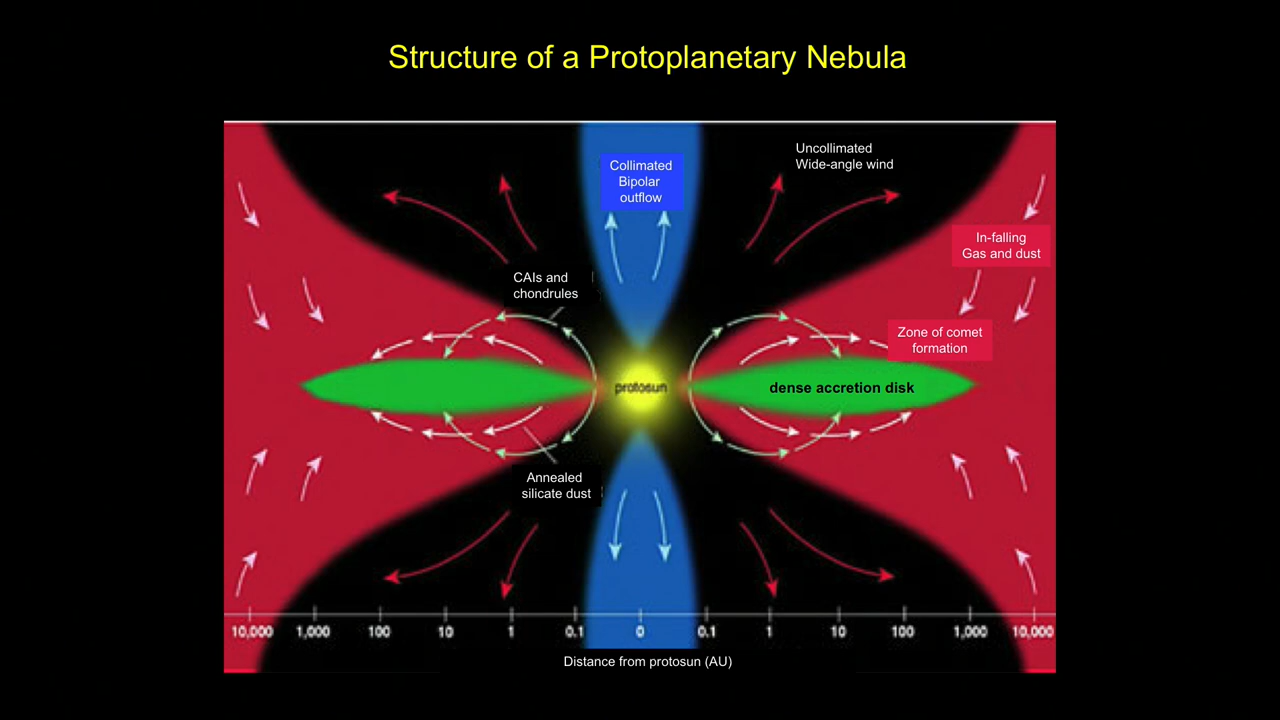 Structure of a Protoplanetary Nebula
Collimated
Bipolar
outflow
Uncollimated
Wide-angle wind
In-falling
Gas and dust
CAIs and
chondrules
Zone of comet
formation
protosun
dense accretion disk
Annealed
silicate dust
10,000 1,000 100 10 1 0.1 0 0.1 1 10 100 1,000 10,000
Distance from protosun (AU)